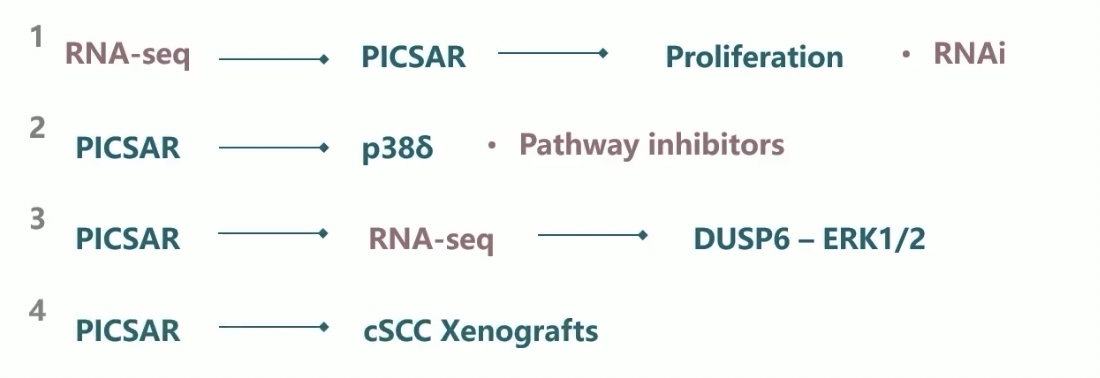 1 RNA-seq PICSAR Proliferation • RNAi
2 PICSAR p38δ • Pathway inhibitors
3 PICSAR RNA-seq DUSP6 – ERK1/2
4 PICSAR cSCC Xenografts